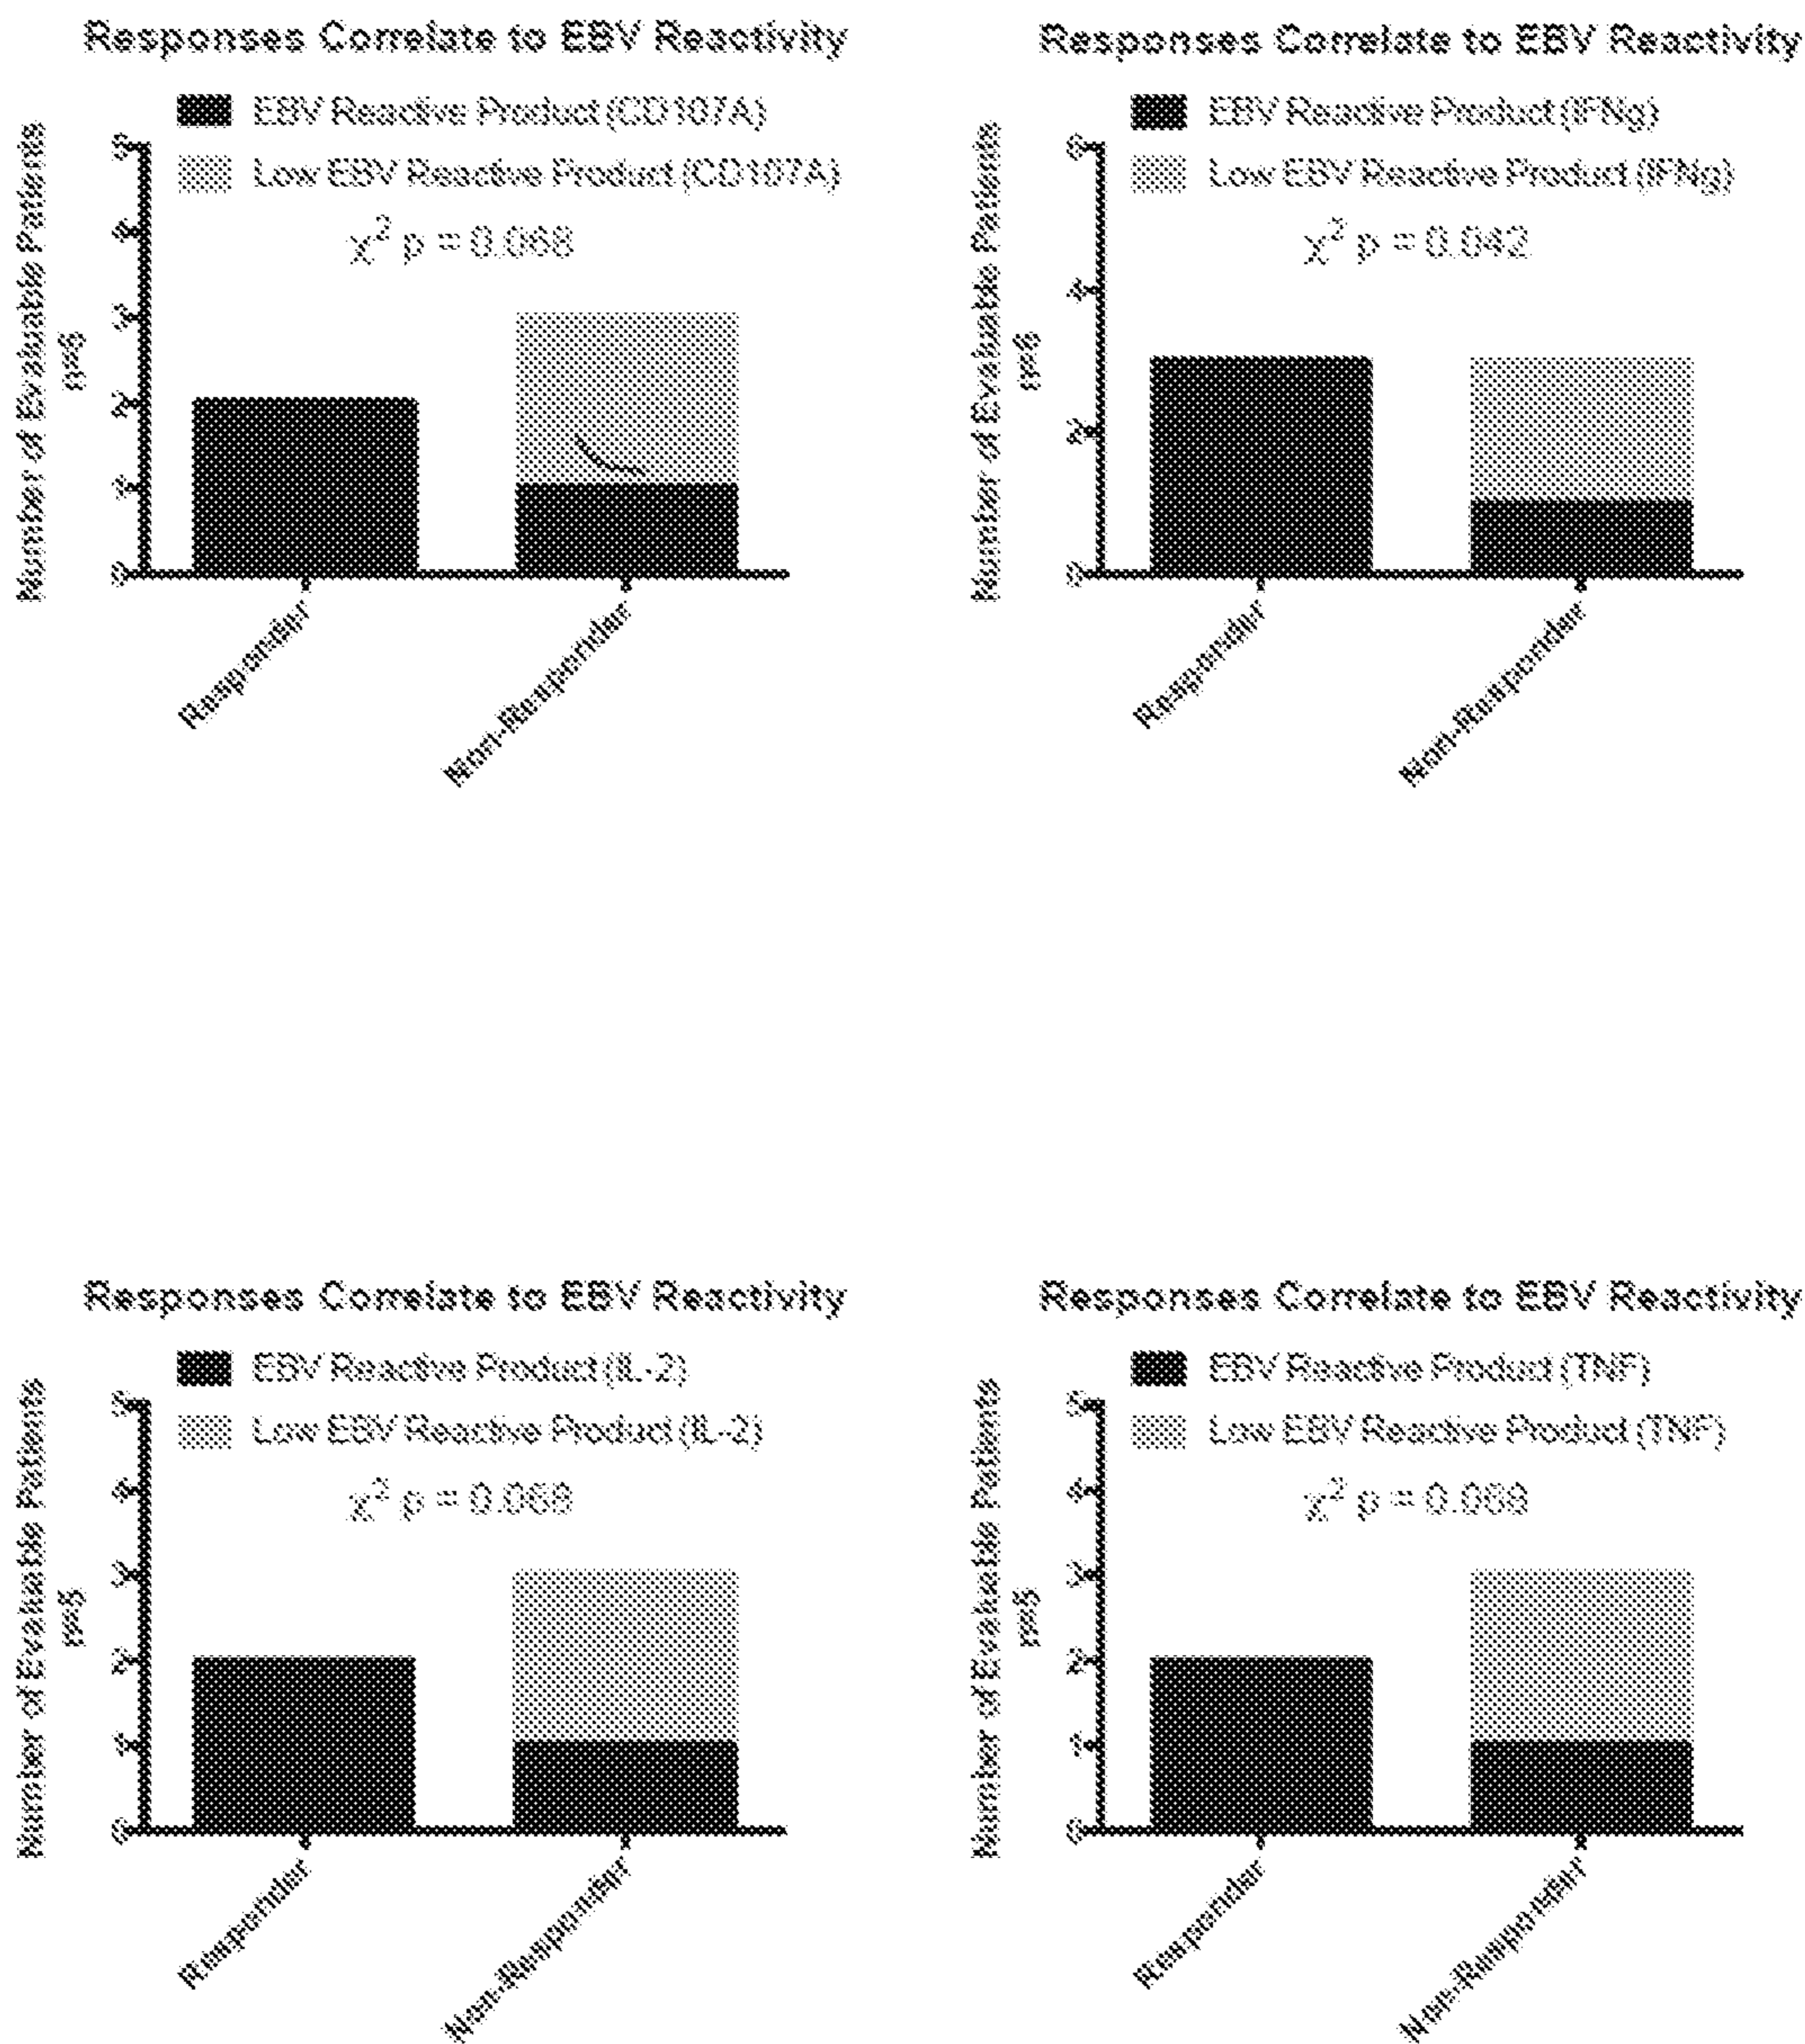 Responses Correlate to EBV Reactivity
EBV Reactive Product (CD107A)
Low EBV Reactive Product (CD107A)
χ² p = 0.068
Number of Evaluable Patients
5
4
3
2
1
0
Responder
Non-Responder
Responses Correlate to EBV Reactivity
EBV Reactive Product (IFNg)
Low EBV Reactive Product (IFNg)
χ² p = 0.042
Number of Evaluable Patients
n=6
6
4
2
0
Responder
Non-Responder
Responses Correlate to EBV Reactivity
EBV Reactive Product (IL-2)
Low EBV Reactive Product (IL-2)
χ² p = 0.068
Number of Evaluable Patients
n=5
5
4
3
2
1
0
Responder
Non-Responder
Responses Correlate to EBV Reactivity
EBV Reactive Product (TNF)
Low EBV Reactive Product (TNF)
χ² p = 0.068
Number of Evaluable Patients
n=5
5
4
3
2
1
0
Responder
Non-Responder